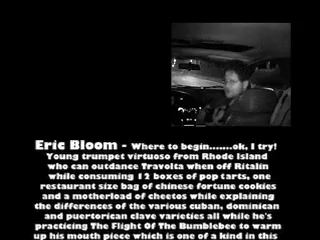 Eric Bloom - Where to begin.......ok, I try!
Young trumpet virtuoso from Rhode Island
who can outdance Travolta when off Ritalin
while consuming 12 boxes of pop tarts, one
restaurant size bag of chinese fortune cookies
and a motherload of cheetos while explaining
the differences of the various cuban, dominican
and puertorican clave varieties all while he's
practicing The Flight Of The Bumblebee to warm
up his mouth piece which is one of a kind in this